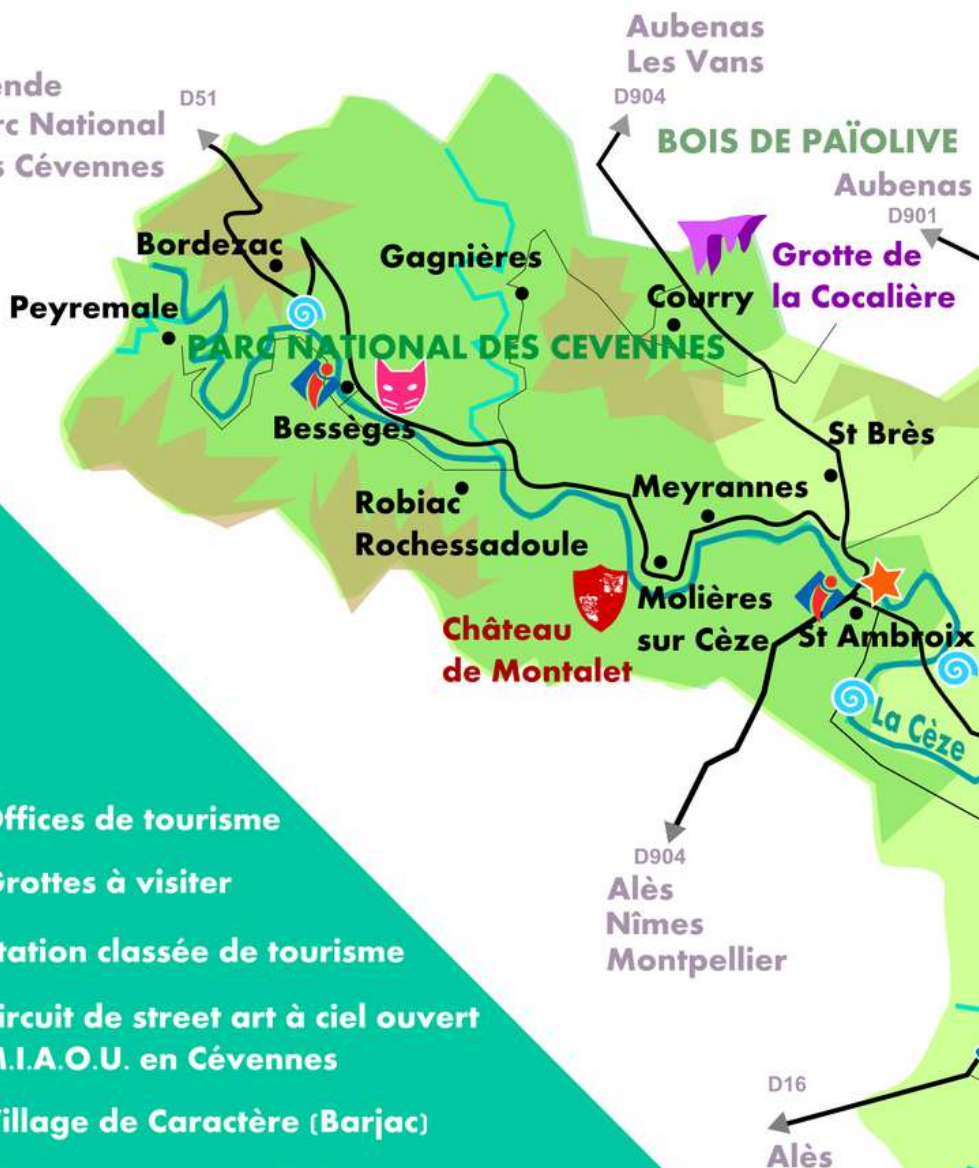 Aubenas
Les Vans
D904
ende
rc National
s Cévennes
D51
BOIS DE PAÏOLIVE
Aubenas
D901
Bordezac
Gagnières
Grotte de
la Cocalière
Peyremale
Courry
PARC NATIONAL DES CEVENNES
Bessèges
St Brès
Robiac
Rochessadoule
Meyrannes
Château
de Montalet
Molières
sur Cèze
St Ambroix
La Cèze
D904
Alès
Nîmes
Montpellier
Offices de tourisme
Grottes à visiter
tation classée de tourisme
ircuit de street art à ciel ouvert
M.I.A.O.U. en Cévennes
Village de Caractère (Barjac)
D16
Alès